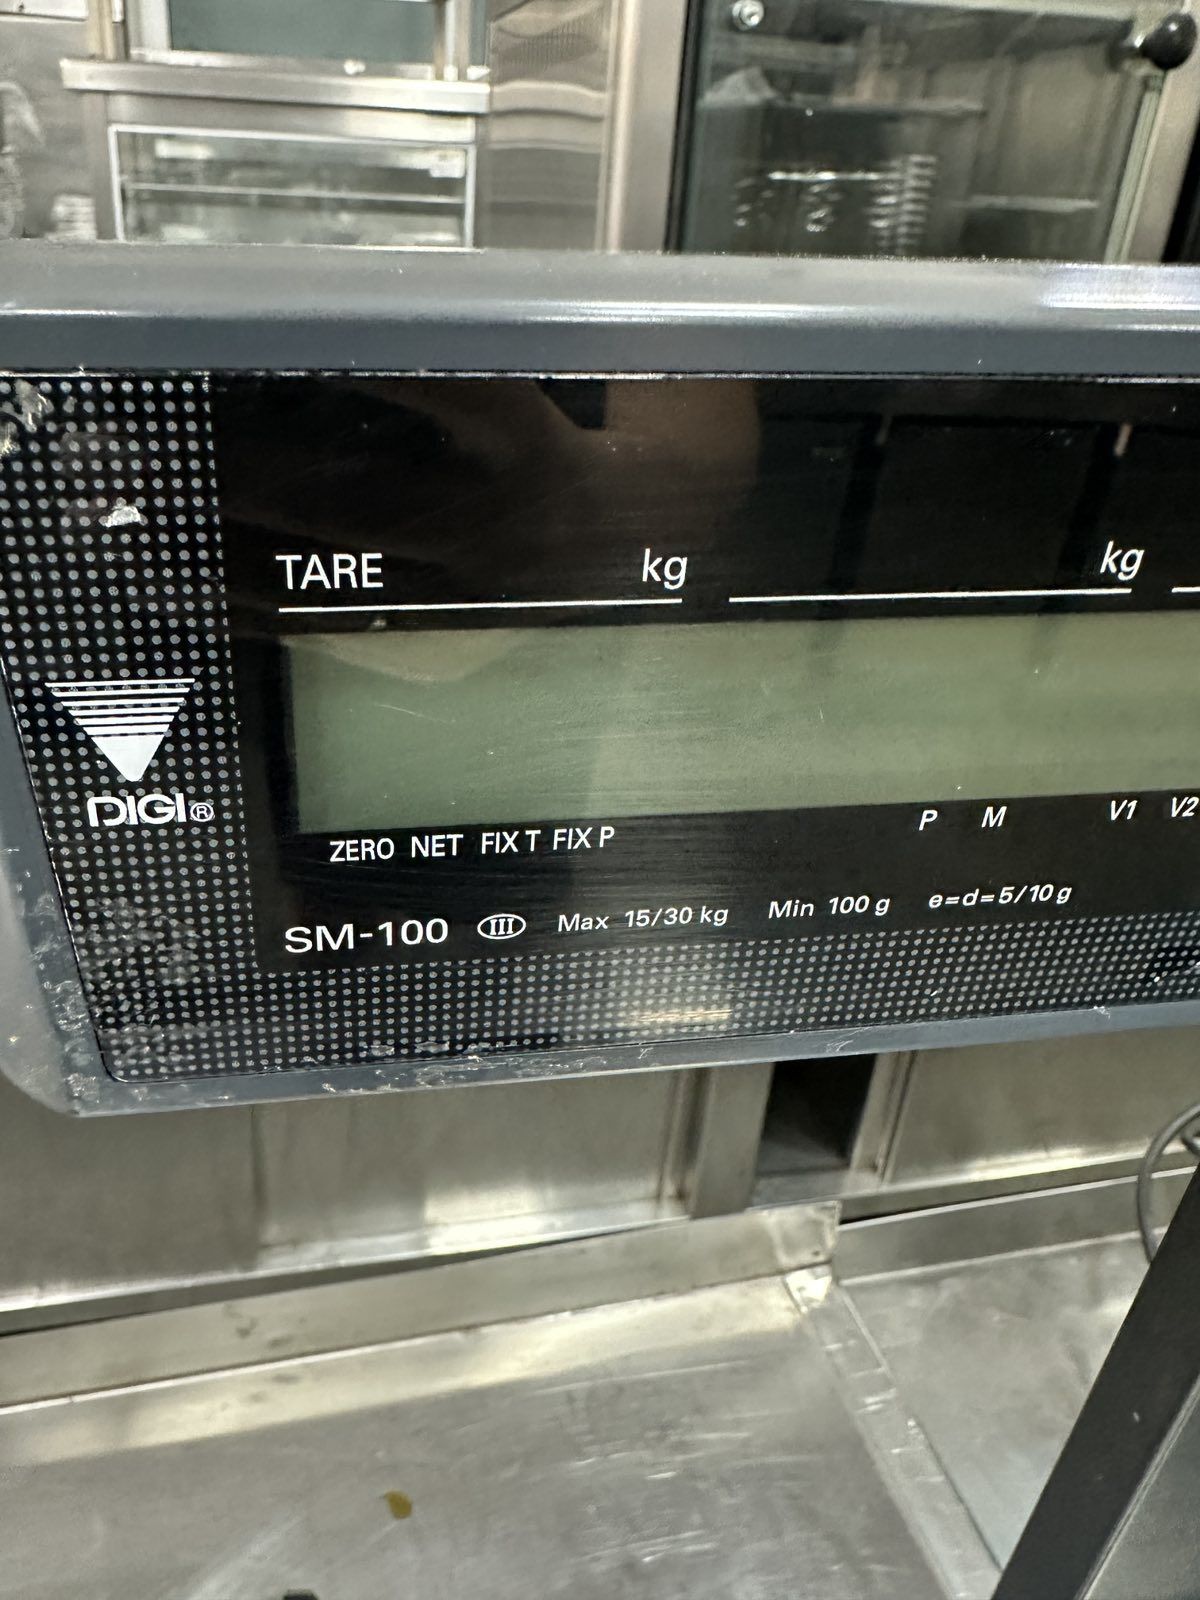 TARE kg kg
DIGI®
ZERO NET FIX T FIX P P M V1 V2
SM-100 III Max 15/30 kg Min 100 g e=d=5/10 g